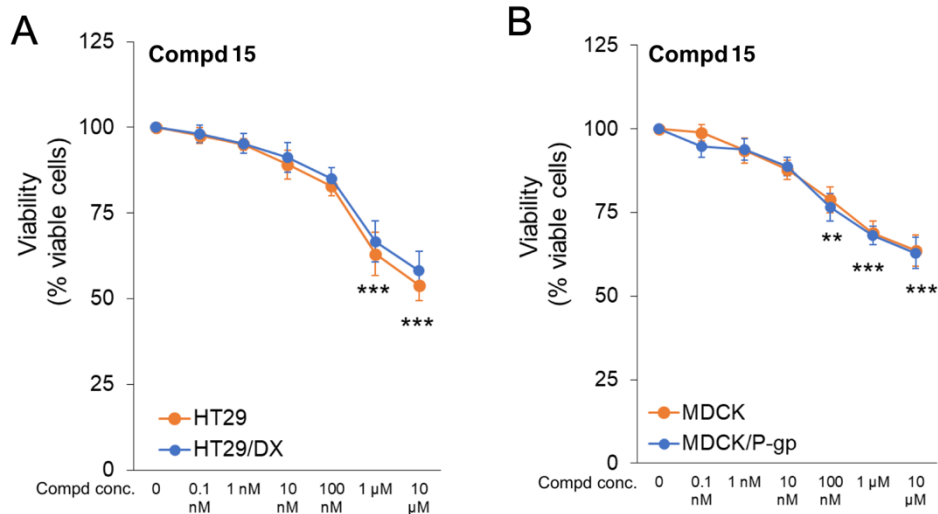 A
Compd 15
Viability
(% viable cells)
125
100
75
50
25
0
***
***
HT29
HT29/DX
Compd conc. 0 0.1 nM 1 nM 10 nM 100 nM 1 µM 10 µM
B
Compd 15
Viability
(% viable cells)
125
100
75
50
25
0
**
***
***
MDCK
MDCK/P-gp
Compd conc. 0 0.1 nM 1 nM 10 nM 100 nM 1 µM 10 µM